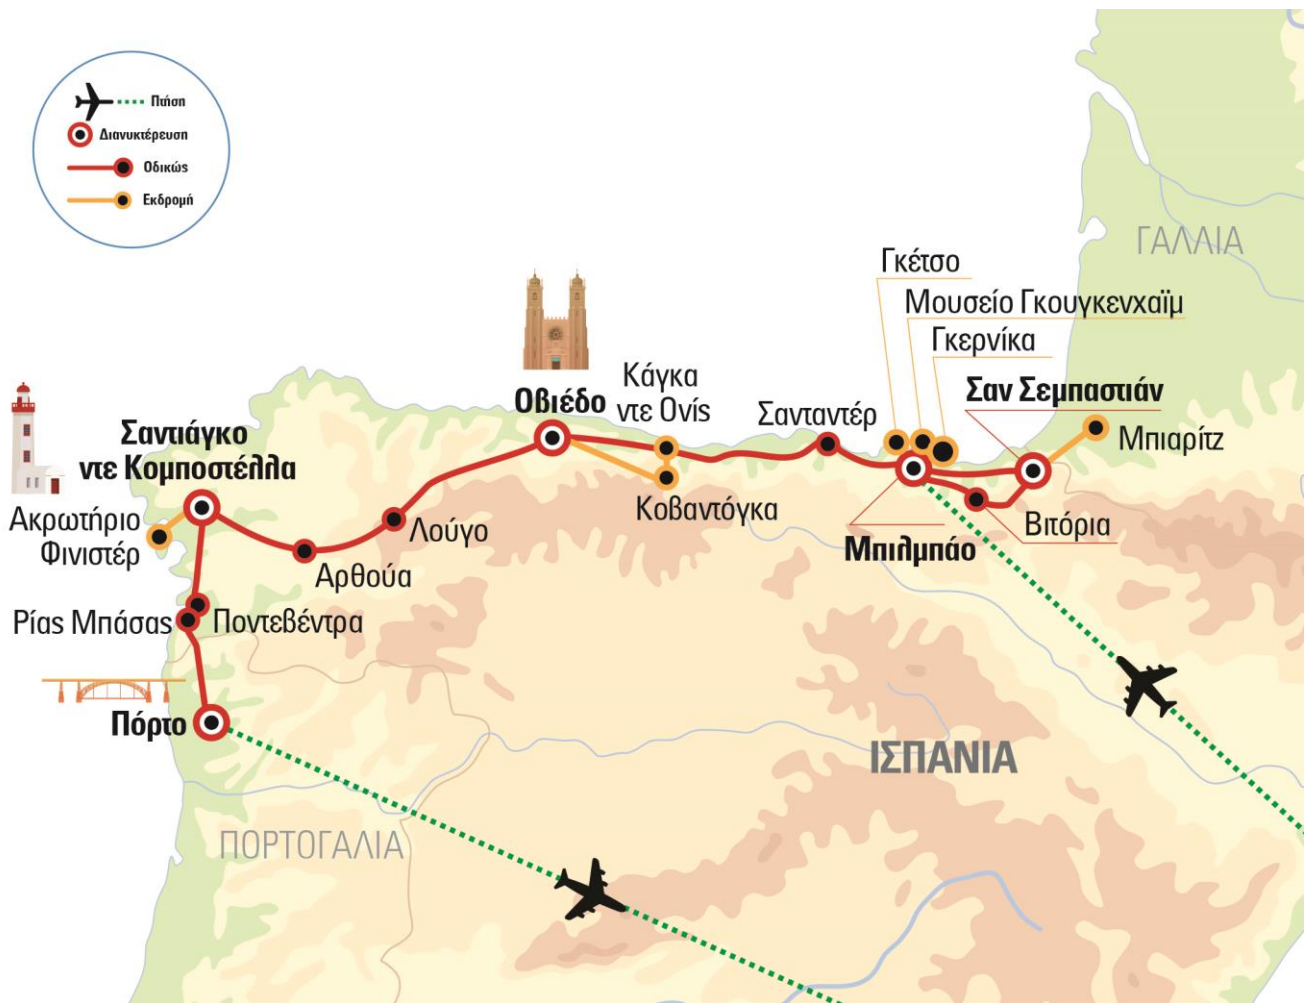 Πτήση
Διανυκτέρευση
Οδικώς
Εκδρομή
ΓΑΛΛΙΑ
Γκέτσο
Μουσείο Γκουγκενχαϊμ
Γκερνίκα
Σαν Σεμπαστιάν
Μπιαρίτζ
Κάγκα
ντε Ονίς
Οβιέδο
Σανταντέρ
Σαντιάγκο
ντε Κομποστέλλα
Κοβαντόγκα
Βιτόρια
Μπιλμπάο
Ακρωτήριο
Φινιστέρ
Λούγο
Αρθούα
Ρίας Μπάσας
Ποντεβέντρα
Πόρτο
ΙΣΠΑΝΙΑ
ΠΟΡΤΟΓΑΛΙΑ